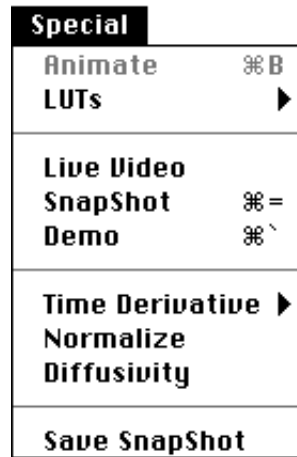 Special
Animate ⌘B
LUTs ▶
Live Video
SnapShot ⌘=
Demo ⌘`
Time Derivative ▶
Normalize
Diffusivity
Save SnapShot